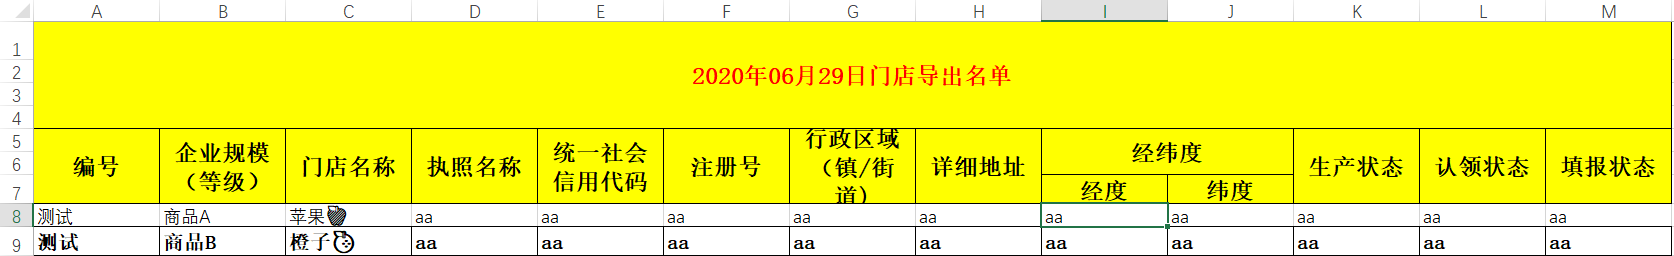 A B C D E F G H I J K L M
1
2 2020年06月29日门店导出名单
3
4
5 编号 企业规模 门店名称 执照名称 统一社会 注册号 行政区域 详细地址 经纬度 生产状态 认领状态 填报状态
6 （等级） 信用代码 （镇/街
7 道） 经度 纬度
8 测试 商品A 苹果🍎 aa aa aa aa aa aa aa aa aa aa
9 测试 商品B 橙子🍊 aa aa aa aa aa aa aa aa aa aa